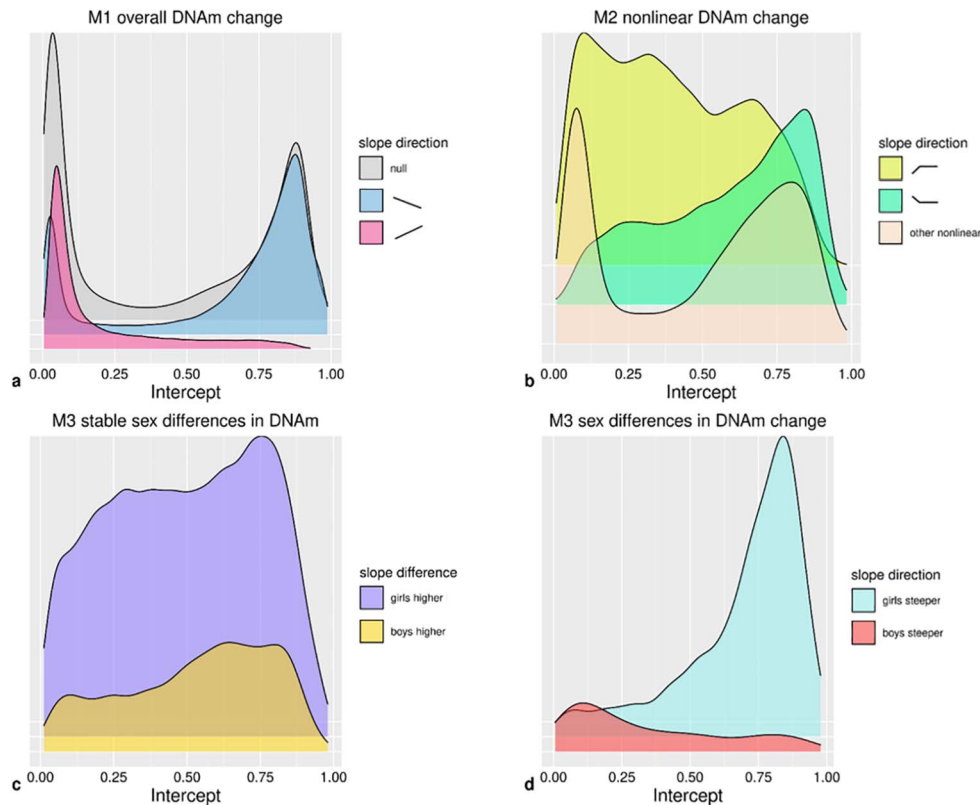 M1 overall DNAm change
slope direction
null
0.00 0.25 0.50 0.75 1.00
a
Intercept
M2 nonlinear DNAm change
slope direction
other nonlinear
0.00 0.25 0.50 0.75 1.00
b
Intercept
M3 stable sex differences in DNAm
slope difference
girls higher
boys higher
0.00 0.25 0.50 0.75 1.00
c
Intercept
M3 sex differences in DNAm change
slope direction
girls steeper
boys steeper
0.00 0.25 0.50 0.75 1.00
d
Intercept